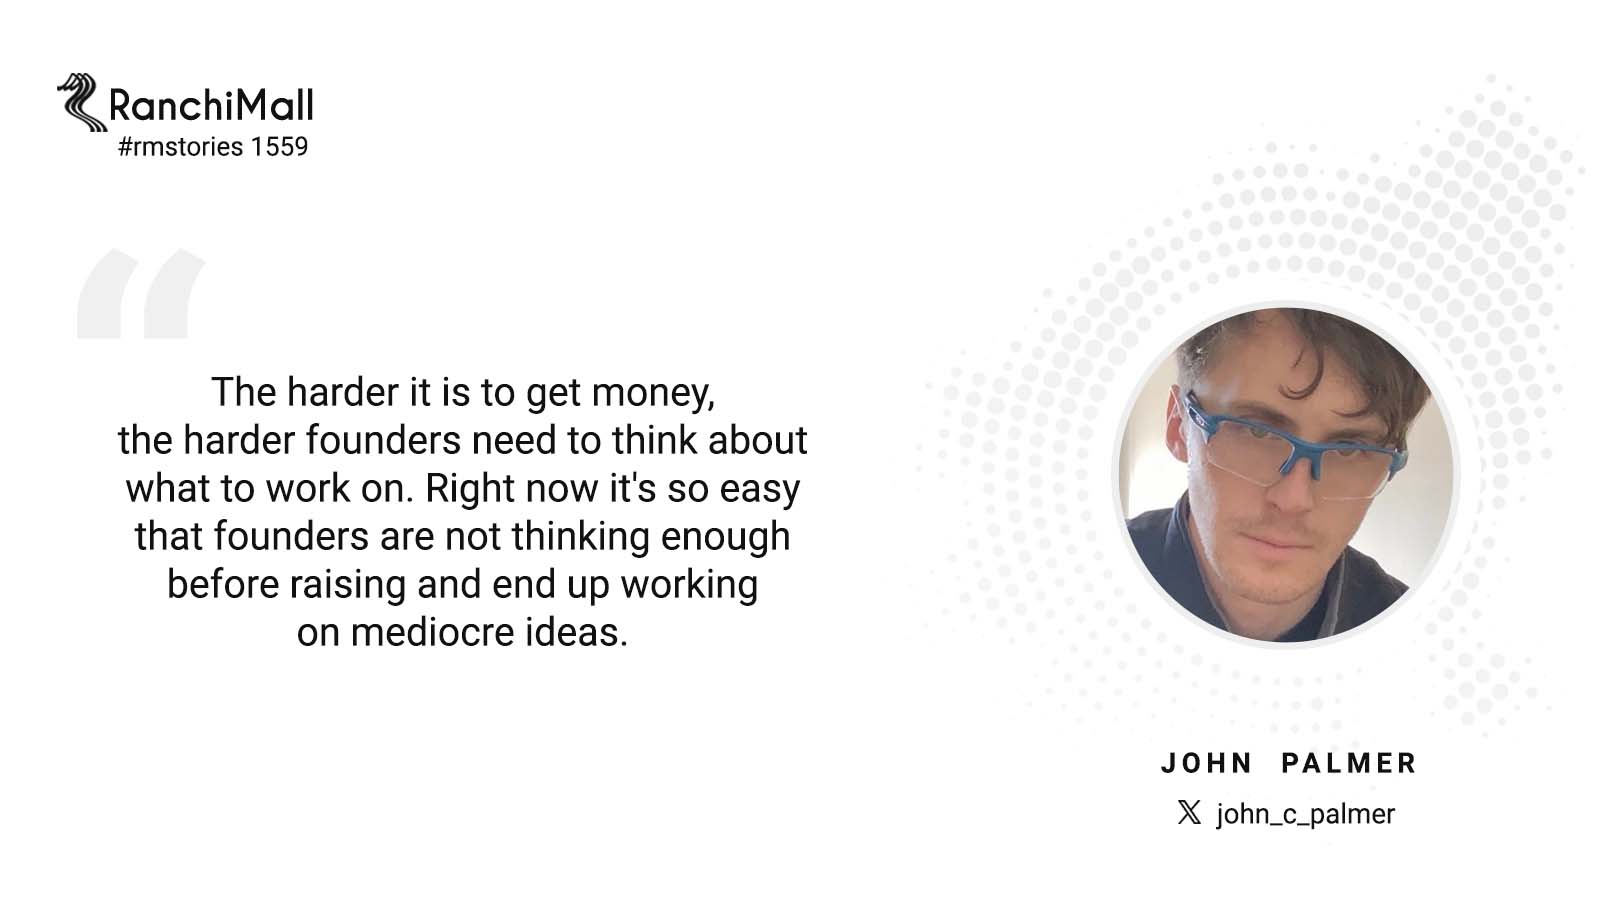 RanchiMall
#rmstories 1559
“
The harder it is to get money,
the harder founders need to think about
what to work on. Right now it's so easy
that founders are not thinking enough
before raising and end up working
on mediocre ideas.
JOHN PALMER
𝕏 john_c_palmer